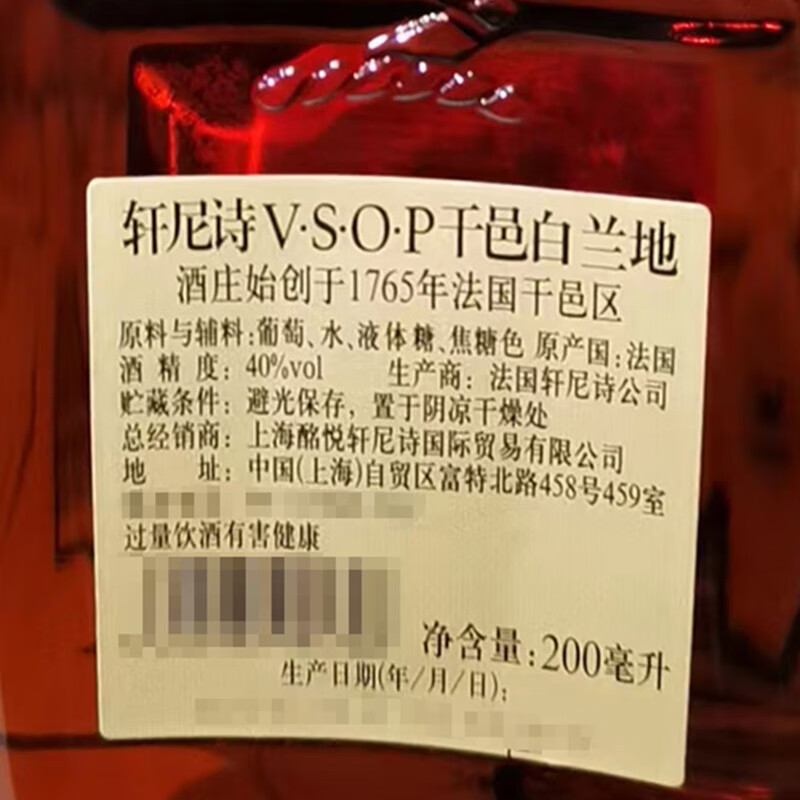 轩尼诗V·S·O·P干邑白兰地
酒庄始创于1765年法国干邑区
原料与辅料:葡萄、水、液体糖、焦糖色 原产国:法国
酒精度：40%vol 生产商：法国轩尼诗公司
贮藏条件：避光保存，置于阴凉干燥处
总经销商：上海酩悦轩尼诗国际贸易有限公司
地址：中国(上海)自贸区富特北路458号459室
过量饮酒有害健康
净含量:200毫升
生产日期(年/月/日):